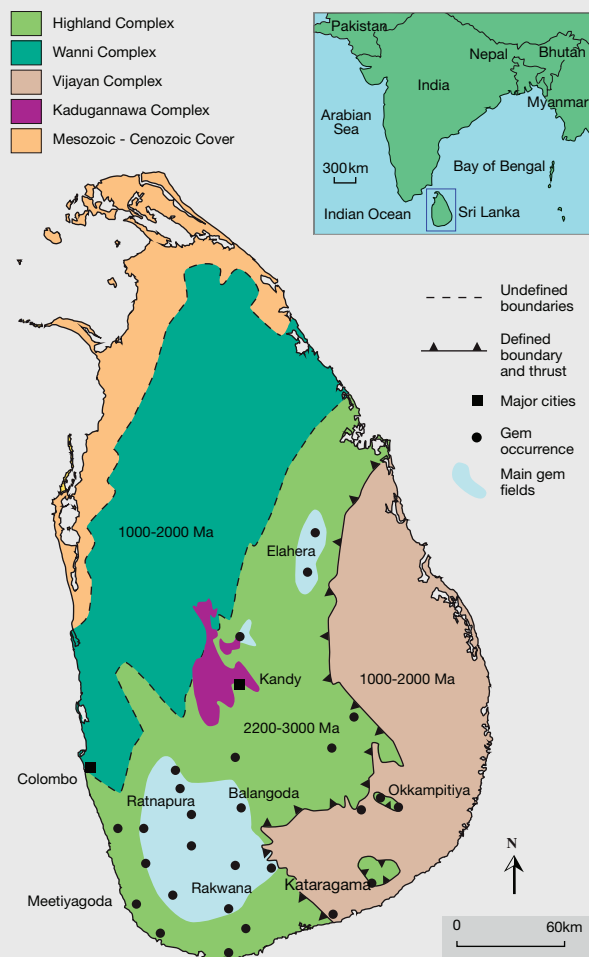 Highland Complex
Wanni Complex
Vijayan Complex
Kadugannawa Complex
Mesozoic - Cenozoic Cover
Pakistan
Nepal
Bhutan
India
Myanmar
Arabian
Sea
300km
Bay of Bengal
Indian Ocean
Sri Lanka
Undefined
boundaries
Defined
boundary
and thrust
Major cities
Gem
occurrence
Main gem
fields
1000-2000 Ma
Elahera
Kandy
1000-2000 Ma
2200-3000 Ma
Colombo
Ratnapura
Balangoda
Okkampitiya
Rakwana
Kataragama
Meetiyagoda
N
0
60km